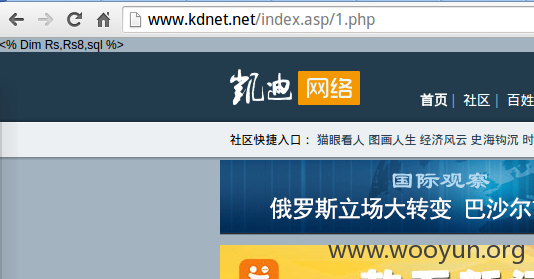 www.kdnet.net/index.asp/1.php
<% Dim Rs,Rs8,sql %>
凯迪 网络
首页 | 社区 | 百姓
社区快捷入口： 猫眼看人 图画人生 经济风云 史海钩沉 时
国际观察
俄罗斯立场大转变 巴沙尔
www.wooyun.org